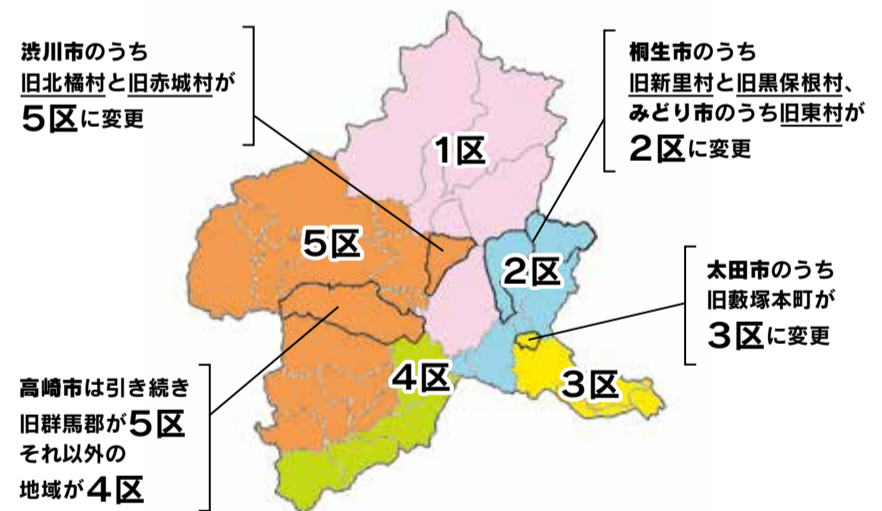 渋川市のうち
旧北橘村と旧赤城村が
5区に変更
桐生市のうち
旧新里村と旧黒保根村、
みどり市のうち旧東村が
2区に変更
1区
5区
2区
太田市のうち
旧藪塚本町が
3区に変更
4区
3区
高崎市は引き続き
旧群馬郡が5区
それ以外の
地域が4区